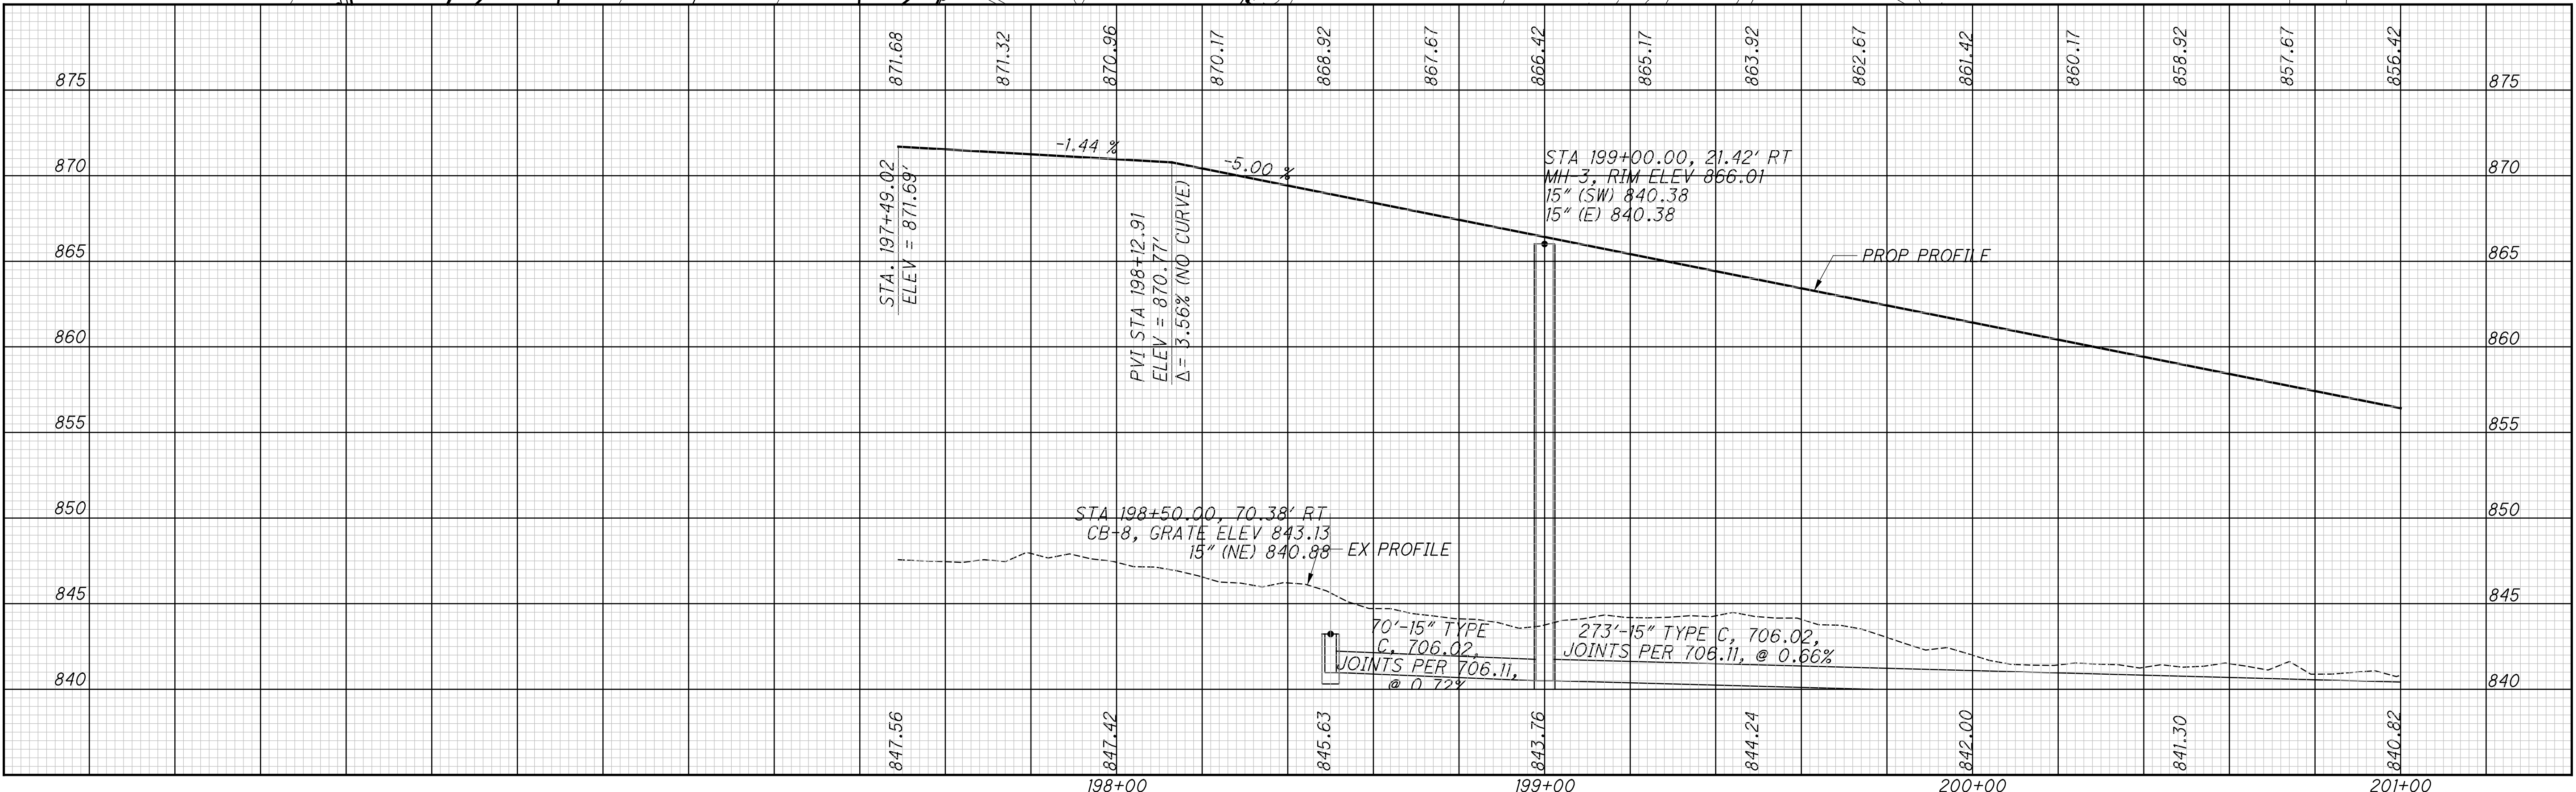 871.68
871.32
870.96
870.17
868.92
867.67
866.42
865.17
863.92
862.67
861.42
860.17
858.92
857.67
856.42
875
875
870
870
865
865
860
860
855
855
850
850
845
845
840
840
-1.44 %
-5.00 %
STA. 197+49.02
ELEV = 871.69'
PVI STA 198+12.91
ELEV = 870.77'
Δ= 3.56% (NO CURVE)
STA 199+00.00, 21.42' RT
MH-3, RIM ELEV 866.01
15" (SW) 840.38
15" (E) 840.38
PROP PROFILE
STA 198+50.00, 70.38' RT
CB-8, GRATE ELEV 843.13
15" (NE) 840.88
EX PROFILE
70'-15" TYPE
C, 706.02,
JOINTS PER 706.11,
@ 0.72%
273'-15" TYPE C, 706.02,
JOINTS PER 706.11, @ 0.66%
847.56
847.42
845.63
843.76
844.24
842.00
841.30
840.82
198+00
199+00
200+00
201+00